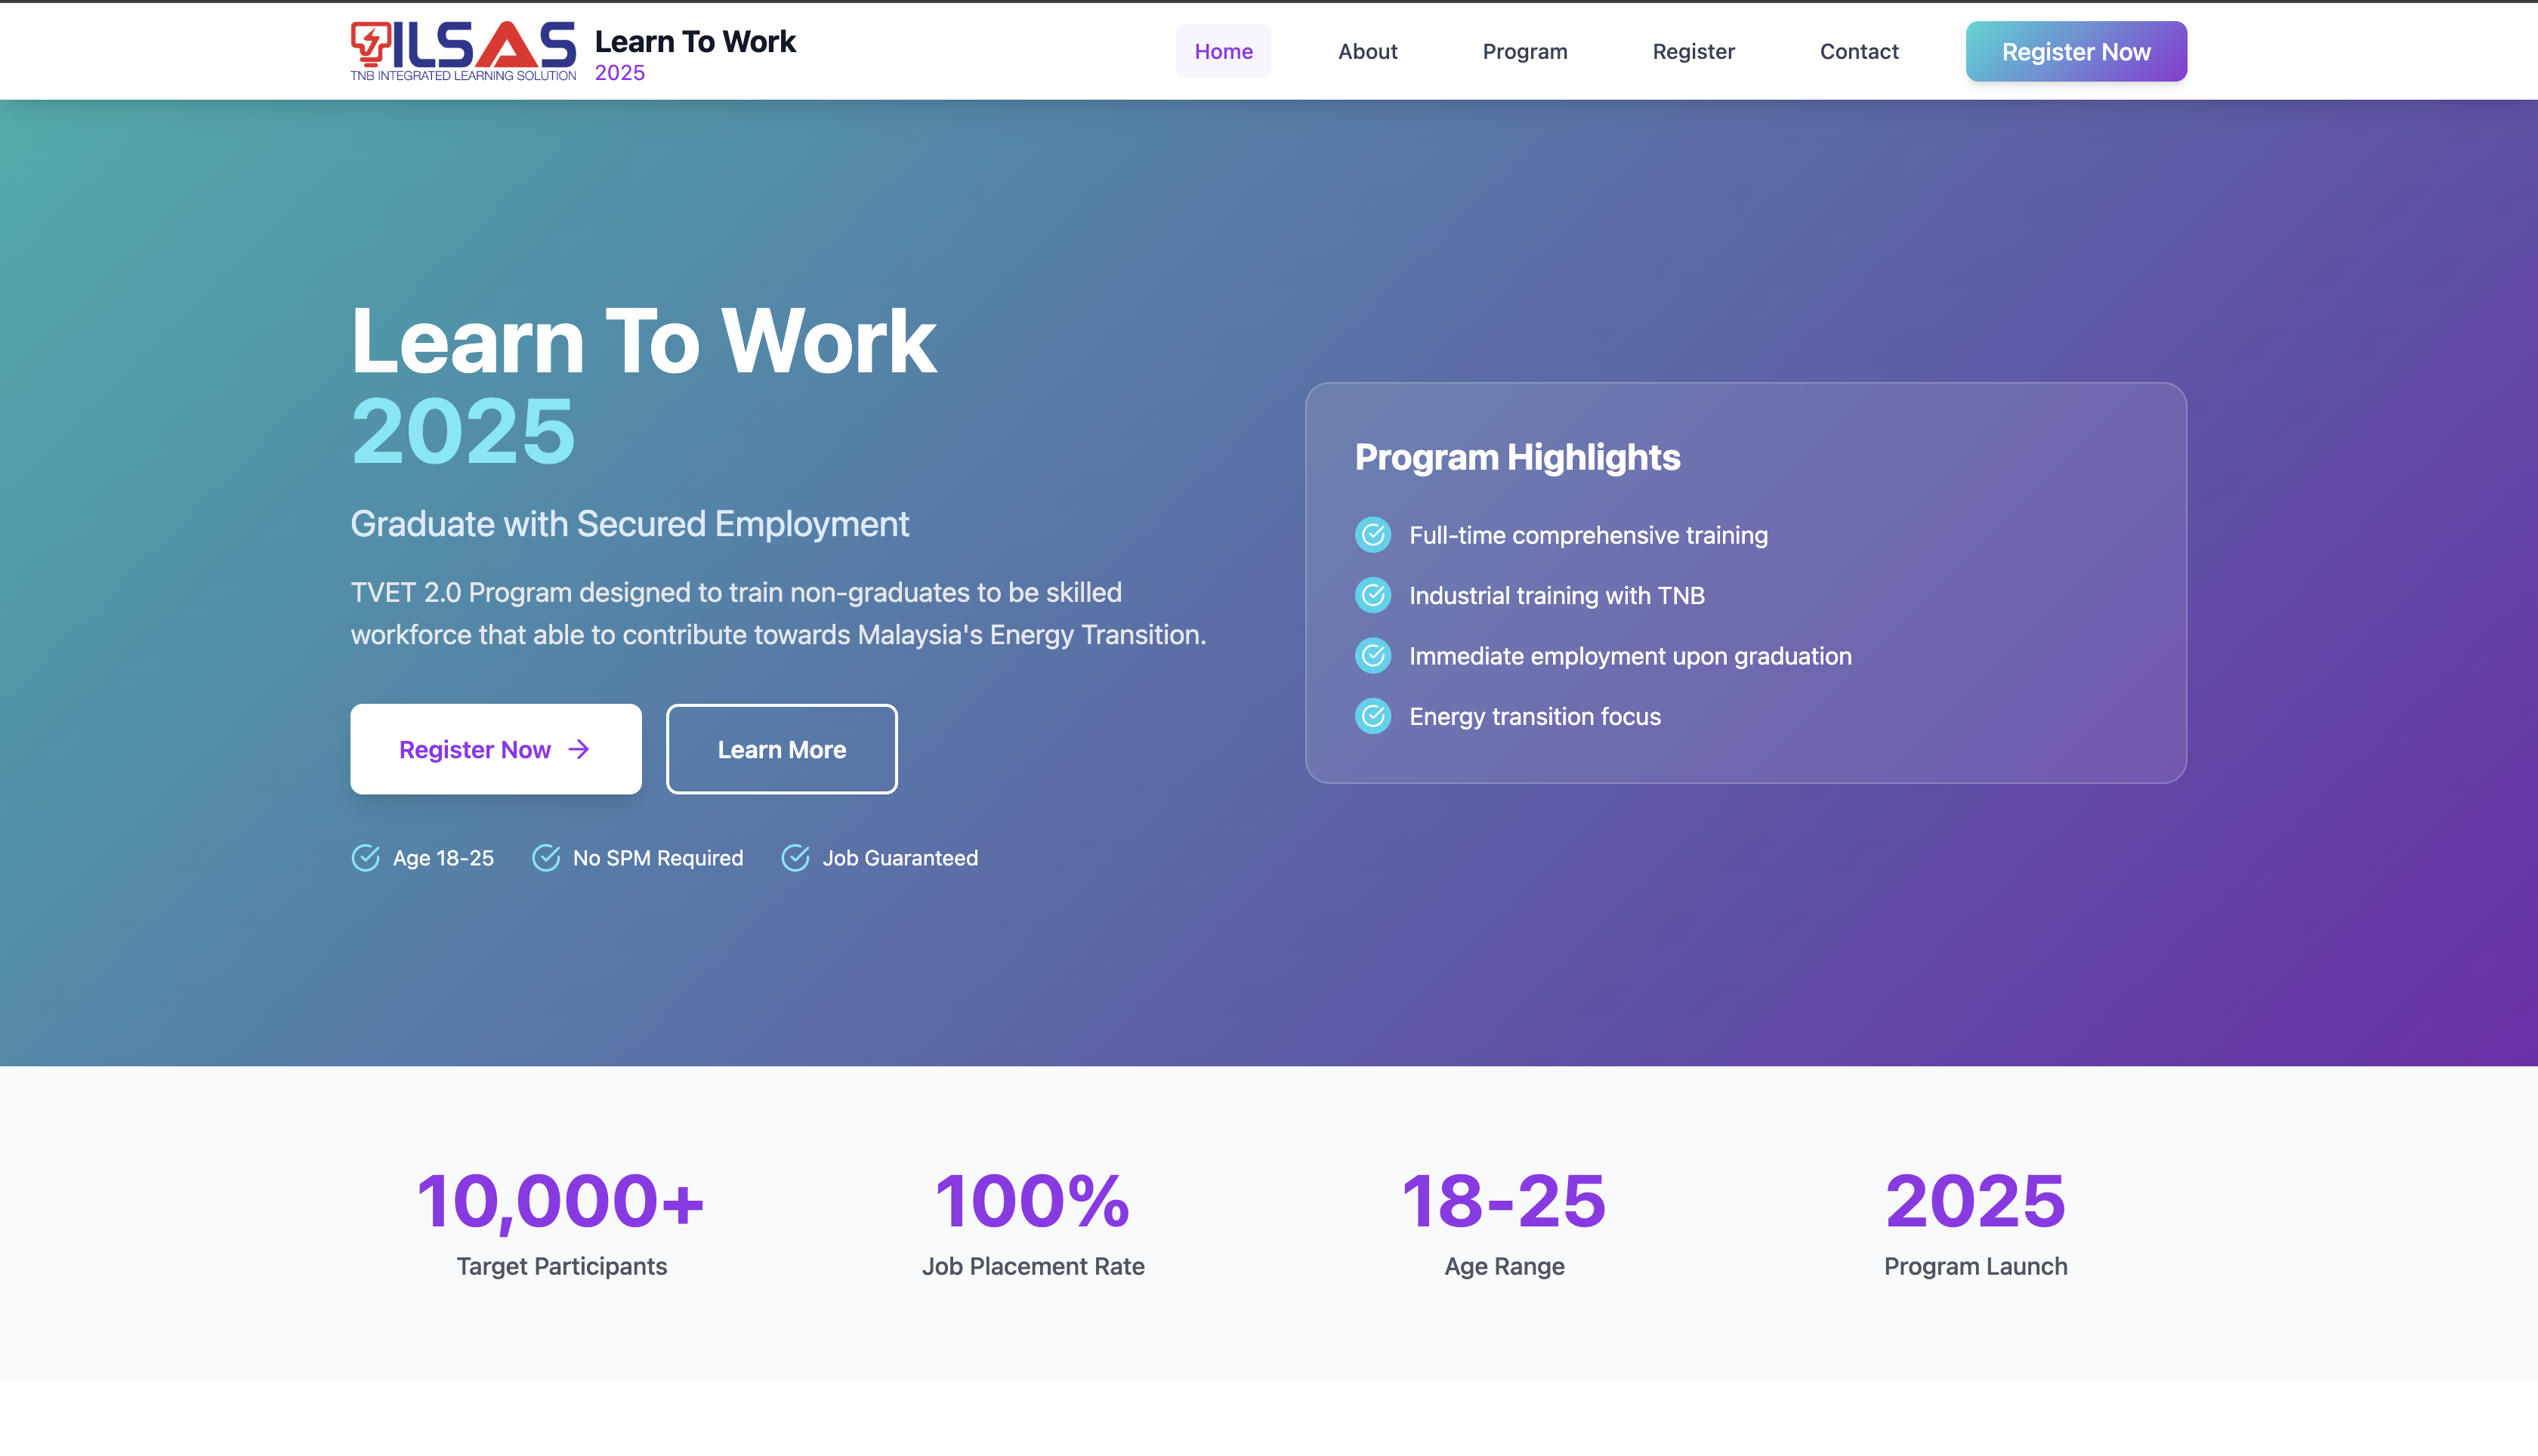 ILSAS
TNB INTEGRATED LEARNING SOLUTION
Learn To Work
2025
Home
About
Program
Register
Contact
Register Now
Learn To Work
2025
Graduate with Secured Employment
TVET 2.0 Program designed to train non-graduates to be skilled
workforce that able to contribute towards Malaysia's Energy Transition.
Register Now
Learn More
Age 18-25
No SPM Required
Job Guaranteed
Program Highlights
Full-time comprehensive training
Industrial training with TNB
Immediate employment upon graduation
Energy transition focus
10,000+
Target Participants
100%
Job Placement Rate
18-25
Age Range
2025
Program Launch